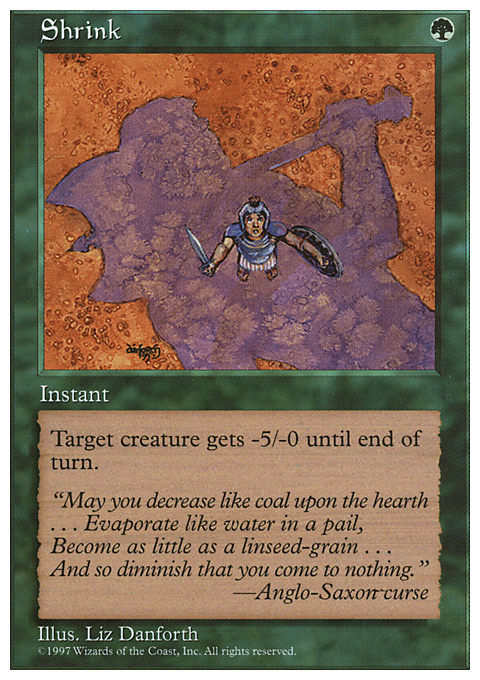 Shrink
Instant
Target creature gets -5/-0 until end of
turn.
“May you decrease like coal upon the hearth
. . . Evaporate like water in a pail,
Become as little as a linseed-grain . . .
And so diminish that you come to nothing.”
—Anglo-Saxon curse
Illus. Liz Danforth
©1997 Wizards of the Coast, Inc. All rights reserved.